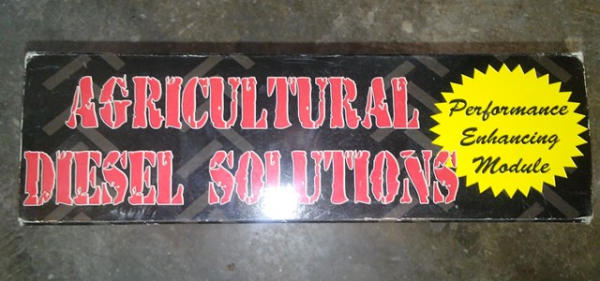 AGRICULTURAL
DIESEL SOLUTIONS
Performance
Enhancing
Module